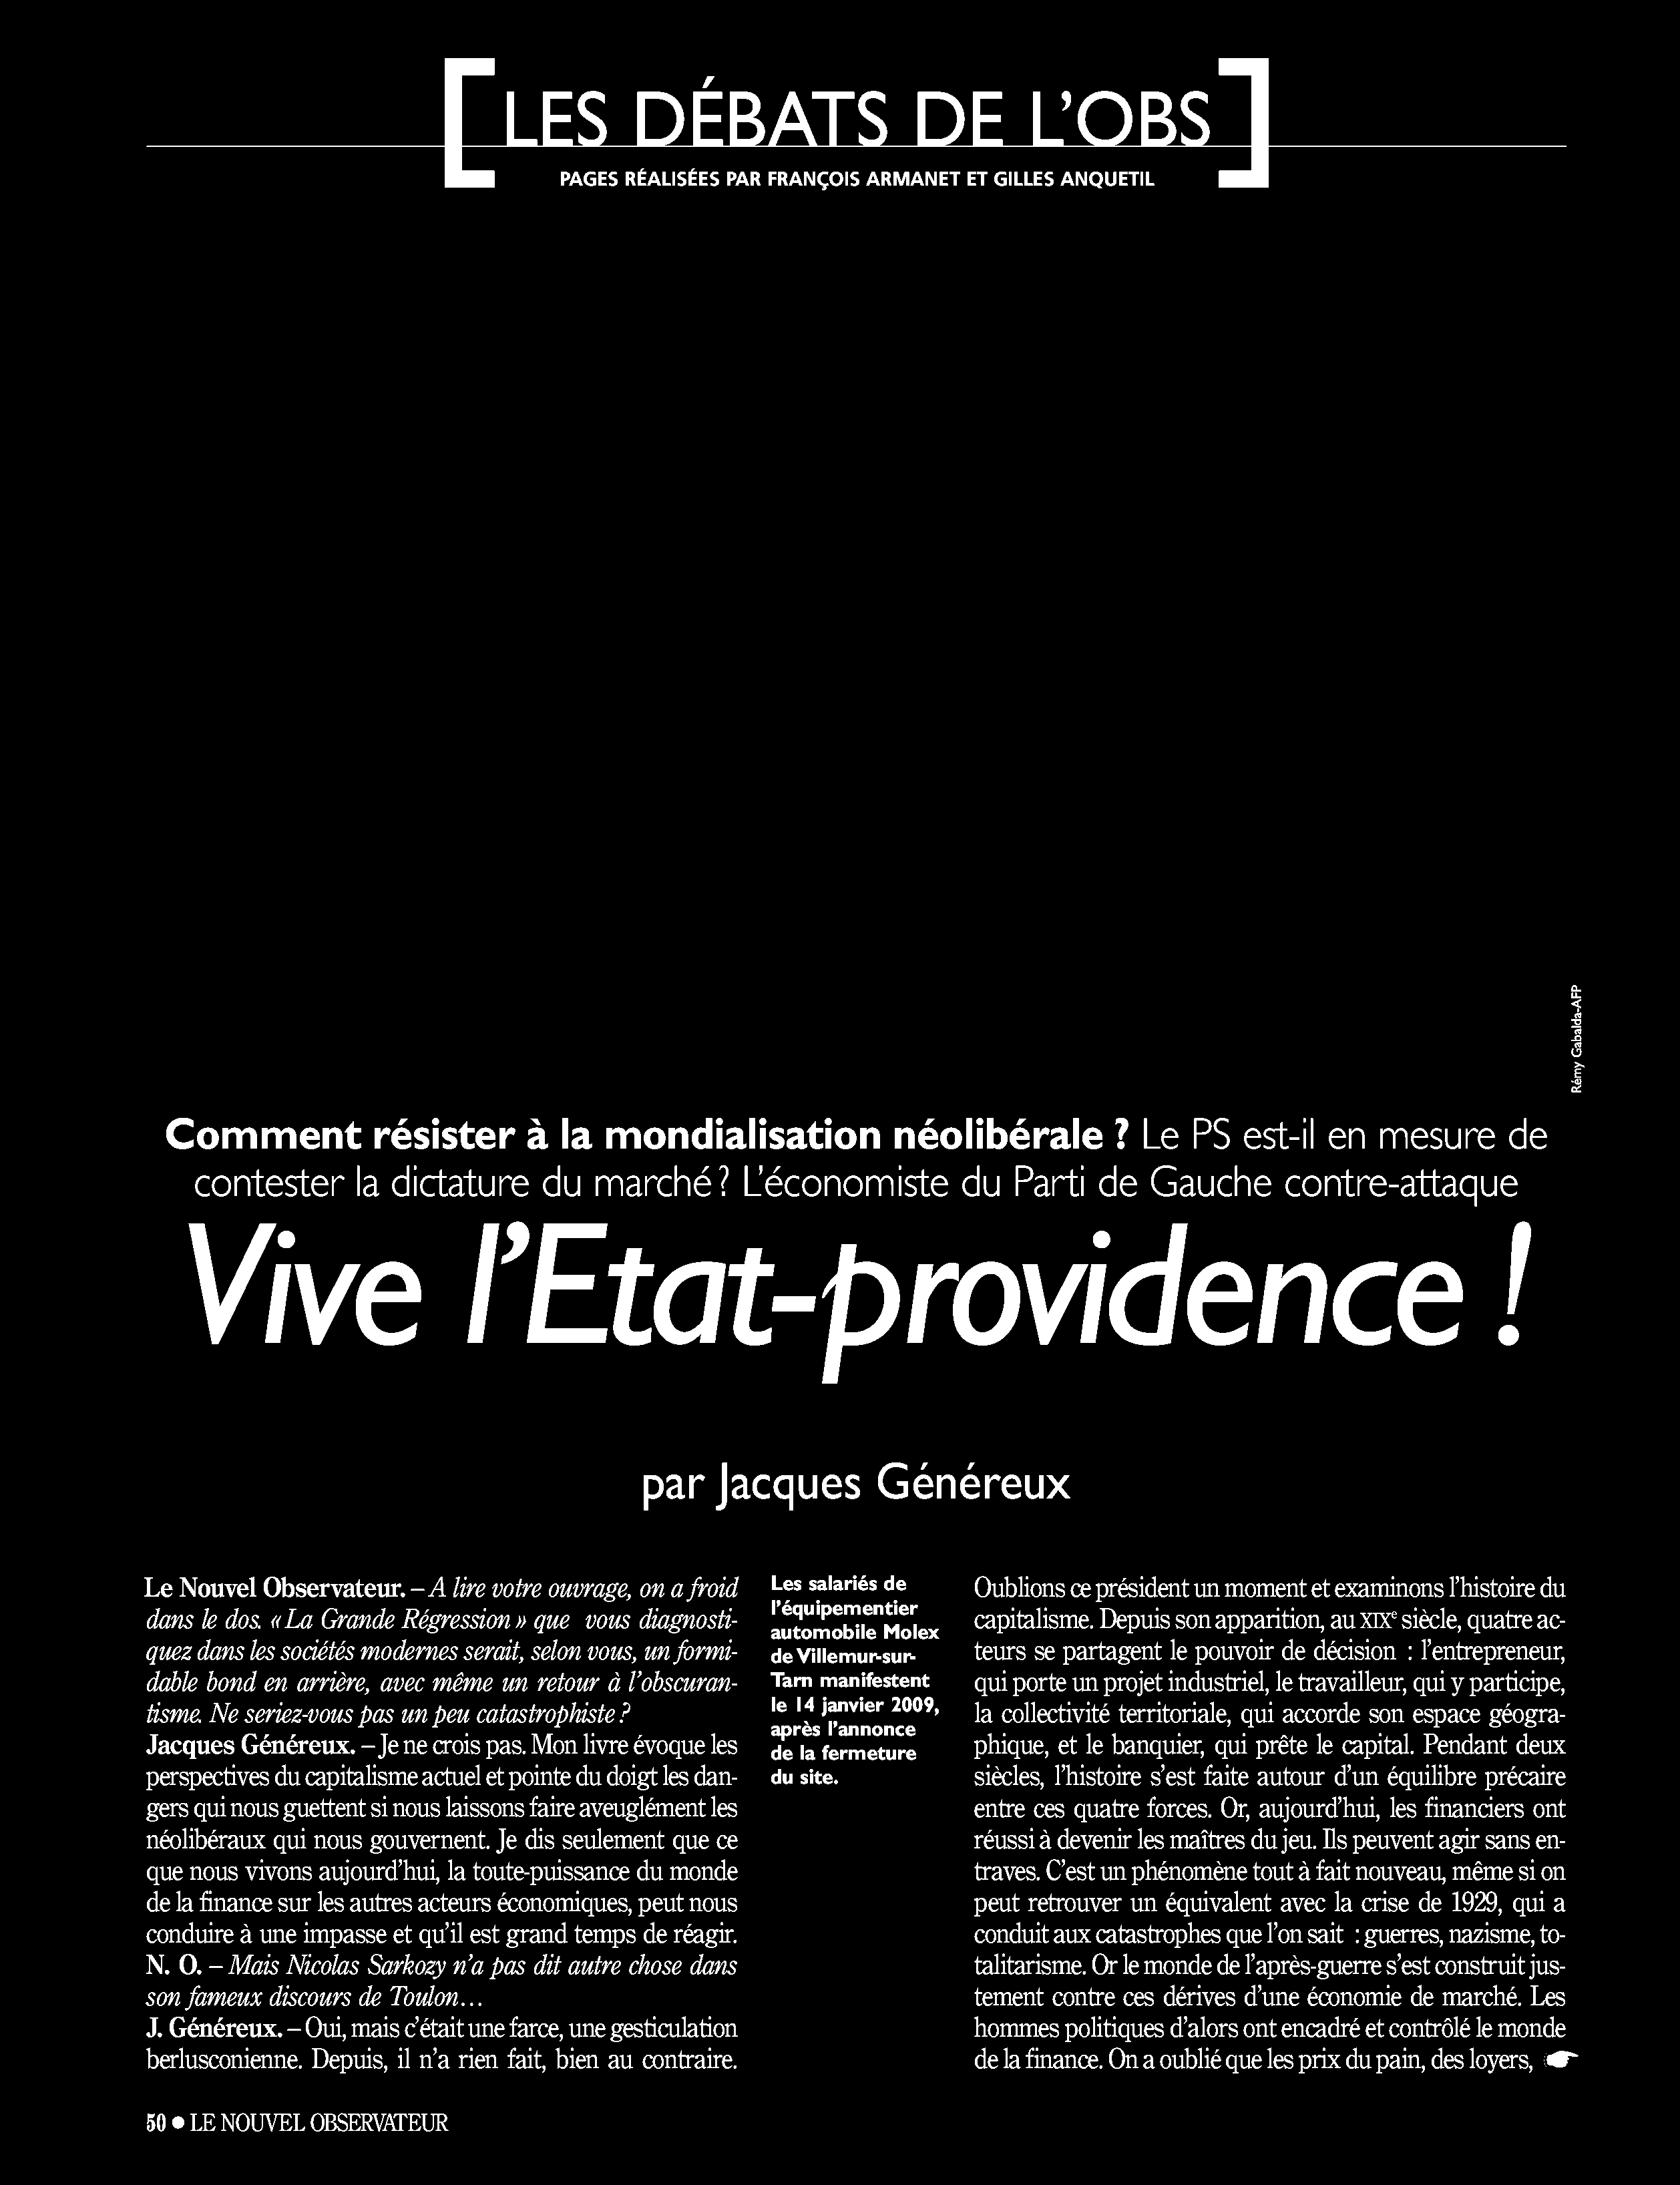 LES DÉBATS DE L’OBS
PAGES RÉALISÉES PAR FRANÇOIS ARMANET ET GILLES ANQUETIL
Rémy Gabalda-AFP
Comment résister à la mondialisation néolibérale ? Le PS est-il en mesure de
contester la dictature du marché ? L’économiste du Parti de Gauche contre-attaque
Vive l’Etat-providence !
par Jacques Généreux
Le Nouvel Observateur. – A lire votre ouvrage, on a froid
dans le dos. « La Grande Régression » que vous diagnosti-
quez dans les sociétés modernes serait, selon vous, un formi-
dable bond en arrière, avec même un retour à l’obscuran-
tisme. Ne seriez-vous pas un peu catastrophiste ?
Jacques Généreux. – Je ne crois pas. Mon livre évoque les
perspectives du capitalisme actuel et pointe du doigt les dan-
gers qui nous guettent si nous laissons faire aveuglément les
néolibéraux qui nous gouvernent. Je dis seulement que ce
que nous vivons aujourd’hui, la toute-puissance du monde
de la finance sur les autres acteurs économiques, peut nous
conduire à une impasse et qu’il est grand temps de réagir.
N. O. – Mais Nicolas Sarkozy n’a pas dit autre chose dans
son fameux discours de Toulon…
J. Généreux. – Oui, mais c’était une farce, une gesticulation
berlusconienne. Depuis, il n’a rien fait, bien au contraire.
Les salariés de
l’équipementier
automobile Molex
de Villemur-sur-
Tarn manifestent
le 14 janvier 2009,
après l’annonce
de la fermeture
du site.
Oublions ce président un moment et examinons l’histoire du
capitalisme. Depuis son apparition, au XIXe siècle, quatre ac-
teurs se partagent le pouvoir de décision : l’entrepreneur,
qui porte un projet industriel, le travailleur, qui y participe,
la collectivité territoriale, qui accorde son espace géogra-
phique, et le banquier, qui prête le capital. Pendant deux
siècles, l’histoire s’est faite autour d’un équilibre précaire
entre ces quatre forces. Or, aujourd’hui, les financiers ont
réussi à devenir les maîtres du jeu. Ils peuvent agir sans en-
traves. C’est un phénomène tout à fait nouveau, même si on
peut retrouver un équivalent avec la crise de 1929, qui a
conduit aux catastrophes que l’on sait : guerres, nazisme, to-
talitarisme. Or le monde de l’après-guerre s’est construit jus-
tement contre ces dérives d’une économie de marché. Les
hommes politiques d’alors ont encadré et contrôlé le monde
de la finance. On a oublié que les prix du pain, des loyers,
50 ● LE NOUVEL OBSERVATEUR